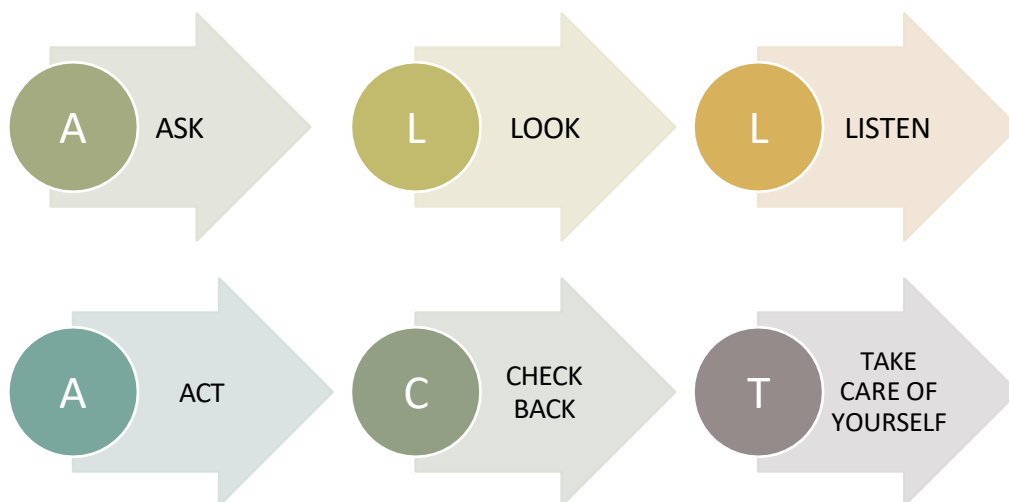 A
ASK
L
LOOK
L
LISTEN
A
ACT
C
CHECK
BACK
T
TAKE
CARE OF
YOURSELF